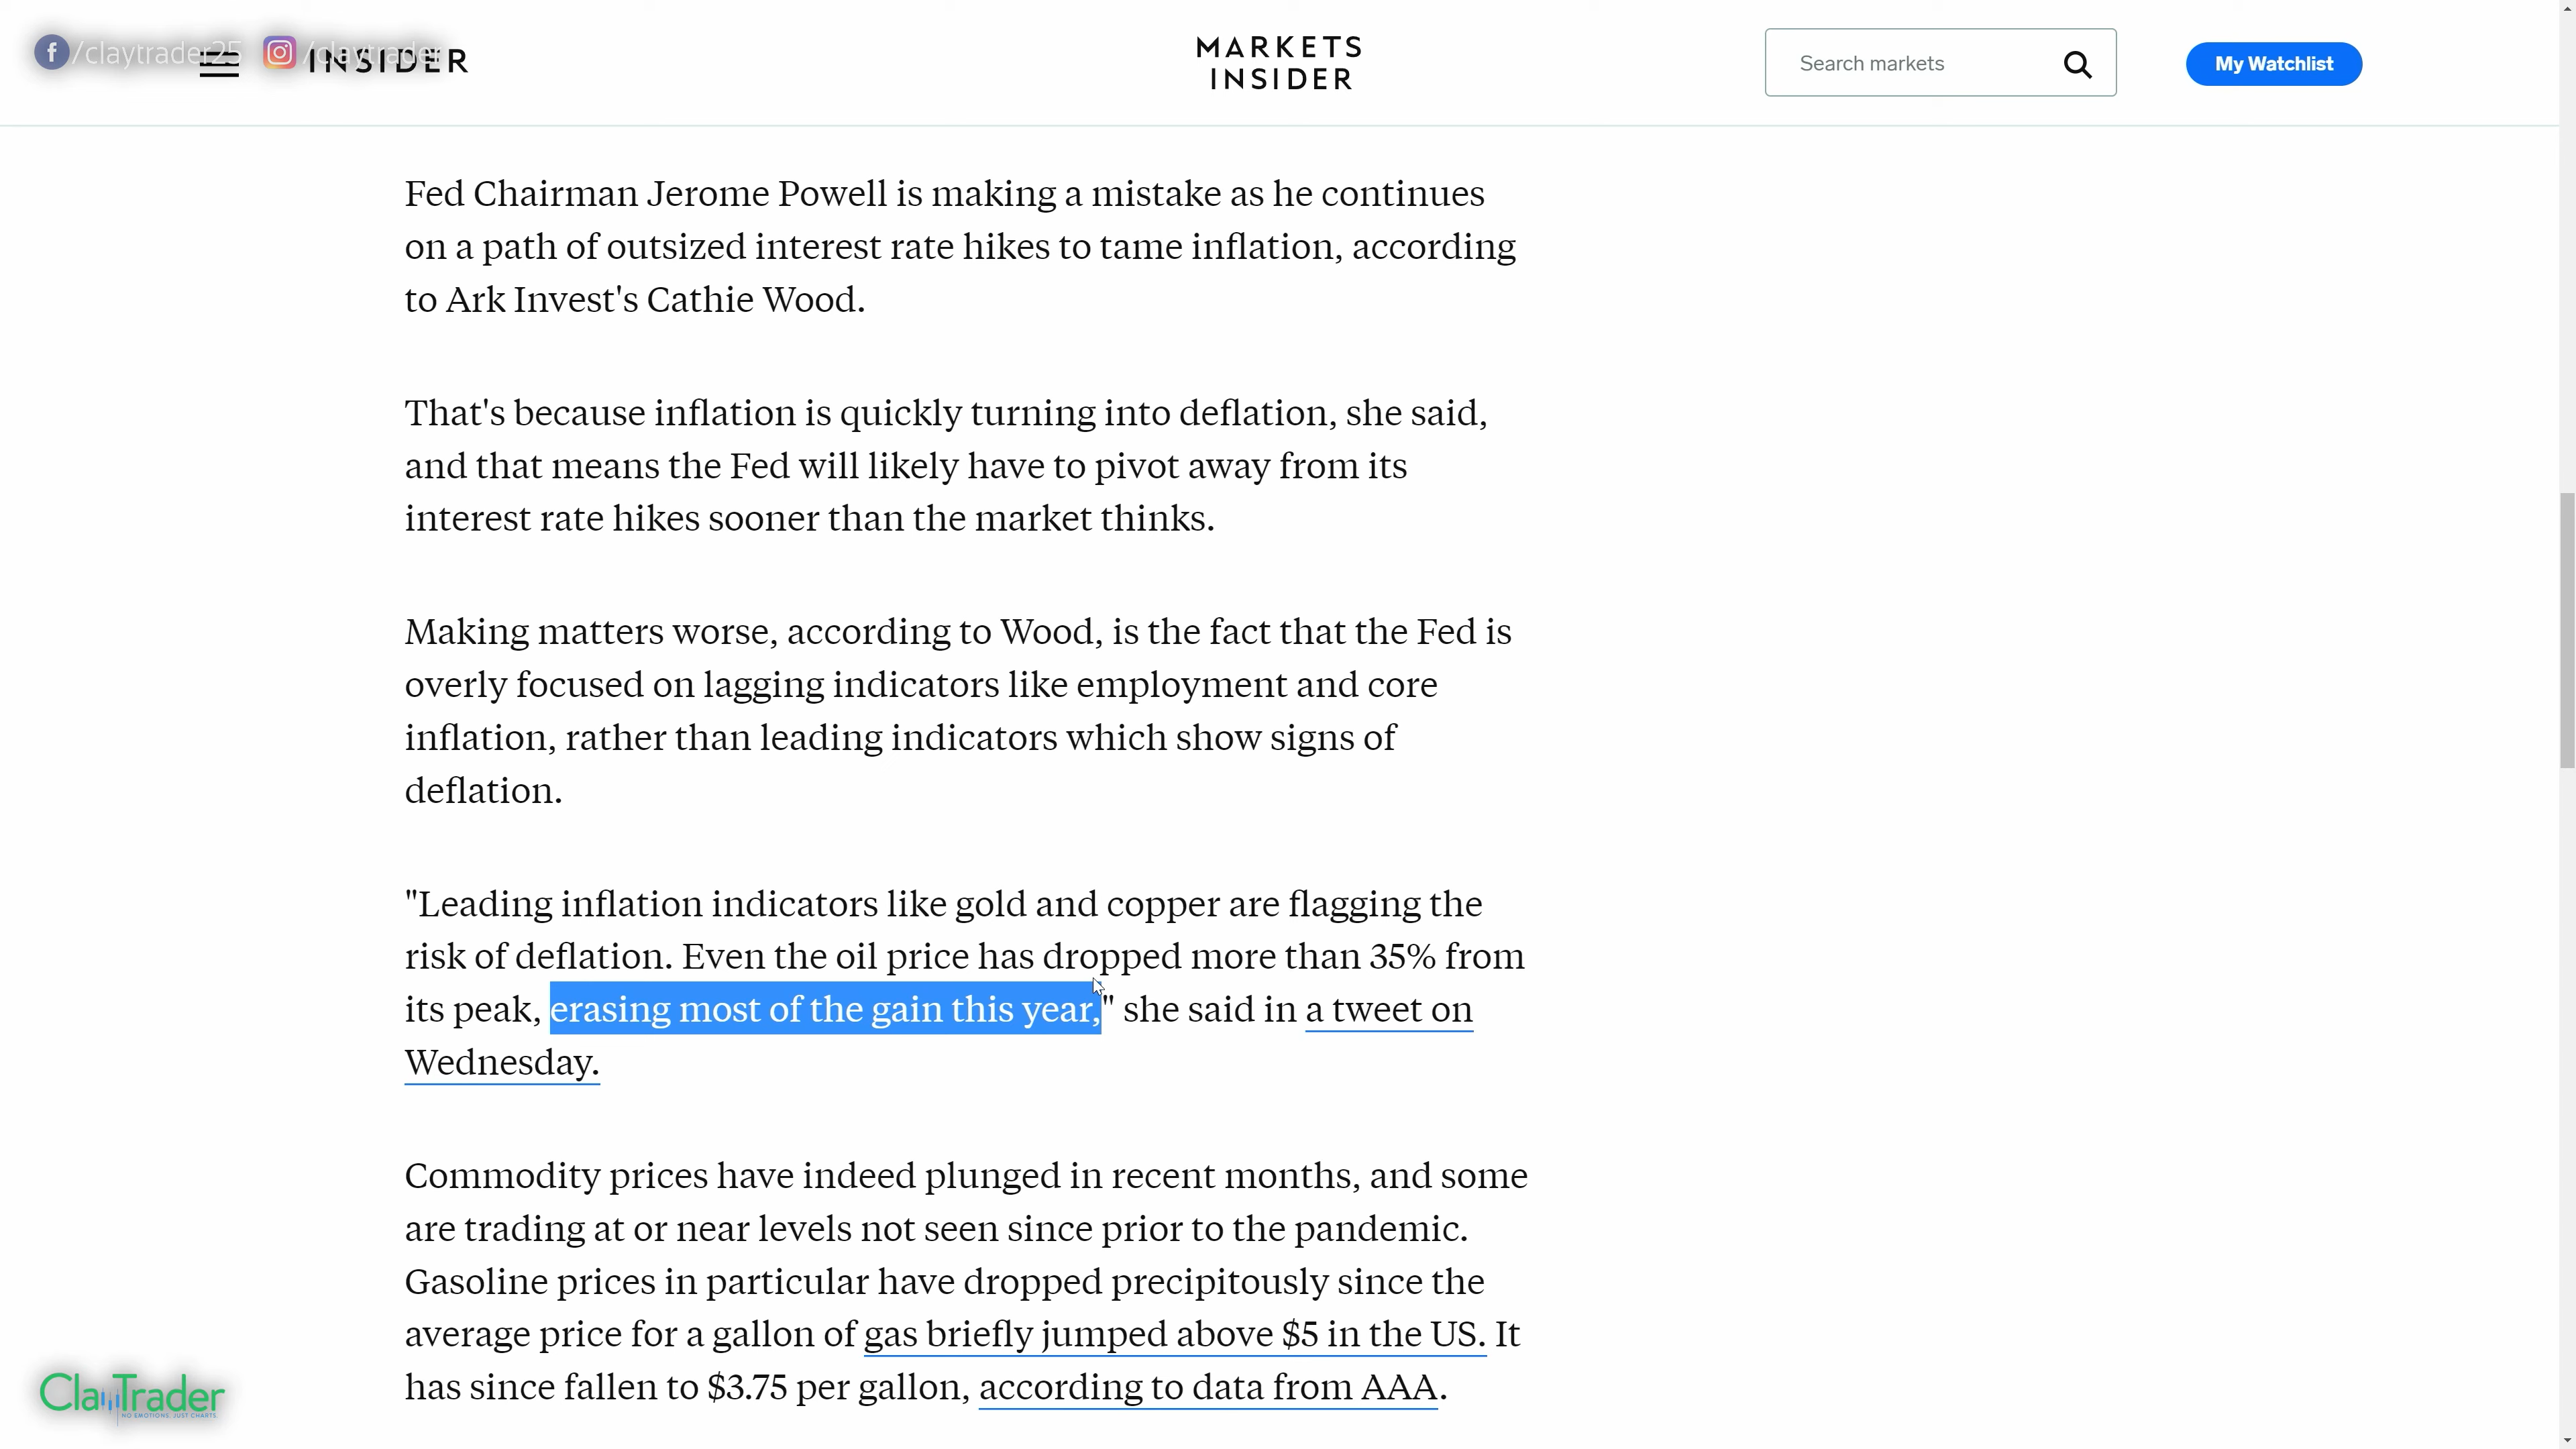 /claytrader25 /claytrader
INSIDER
MARKETS
INSIDER
Search markets
My Watchlist
Fed Chairman Jerome Powell is making a mistake as he continues
on a path of outsized interest rate hikes to tame inflation, according
to Ark Invest's Cathie Wood.
That's because inflation is quickly turning into deflation, she said,
and that means the Fed will likely have to pivot away from its
interest rate hikes sooner than the market thinks.
Making matters worse, according to Wood, is the fact that the Fed is
overly focused on lagging indicators like employment and core
inflation, rather than leading indicators which show signs of
deflation.
"Leading inflation indicators like gold and copper are flagging the
risk of deflation. Even the oil price has dropped more than 35% from
its peak, erasing most of the gain this year," she said in a tweet on
Wednesday.
Commodity prices have indeed plunged in recent months, and some
are trading at or near levels not seen since prior to the pandemic.
Gasoline prices in particular have dropped precipitously since the
average price for a gallon of gas briefly jumped above $5 in the US. It
has since fallen to $3.75 per gallon, according to data from AAA.
ClayTrader
NO EMOTIONS. JUST CHARTS